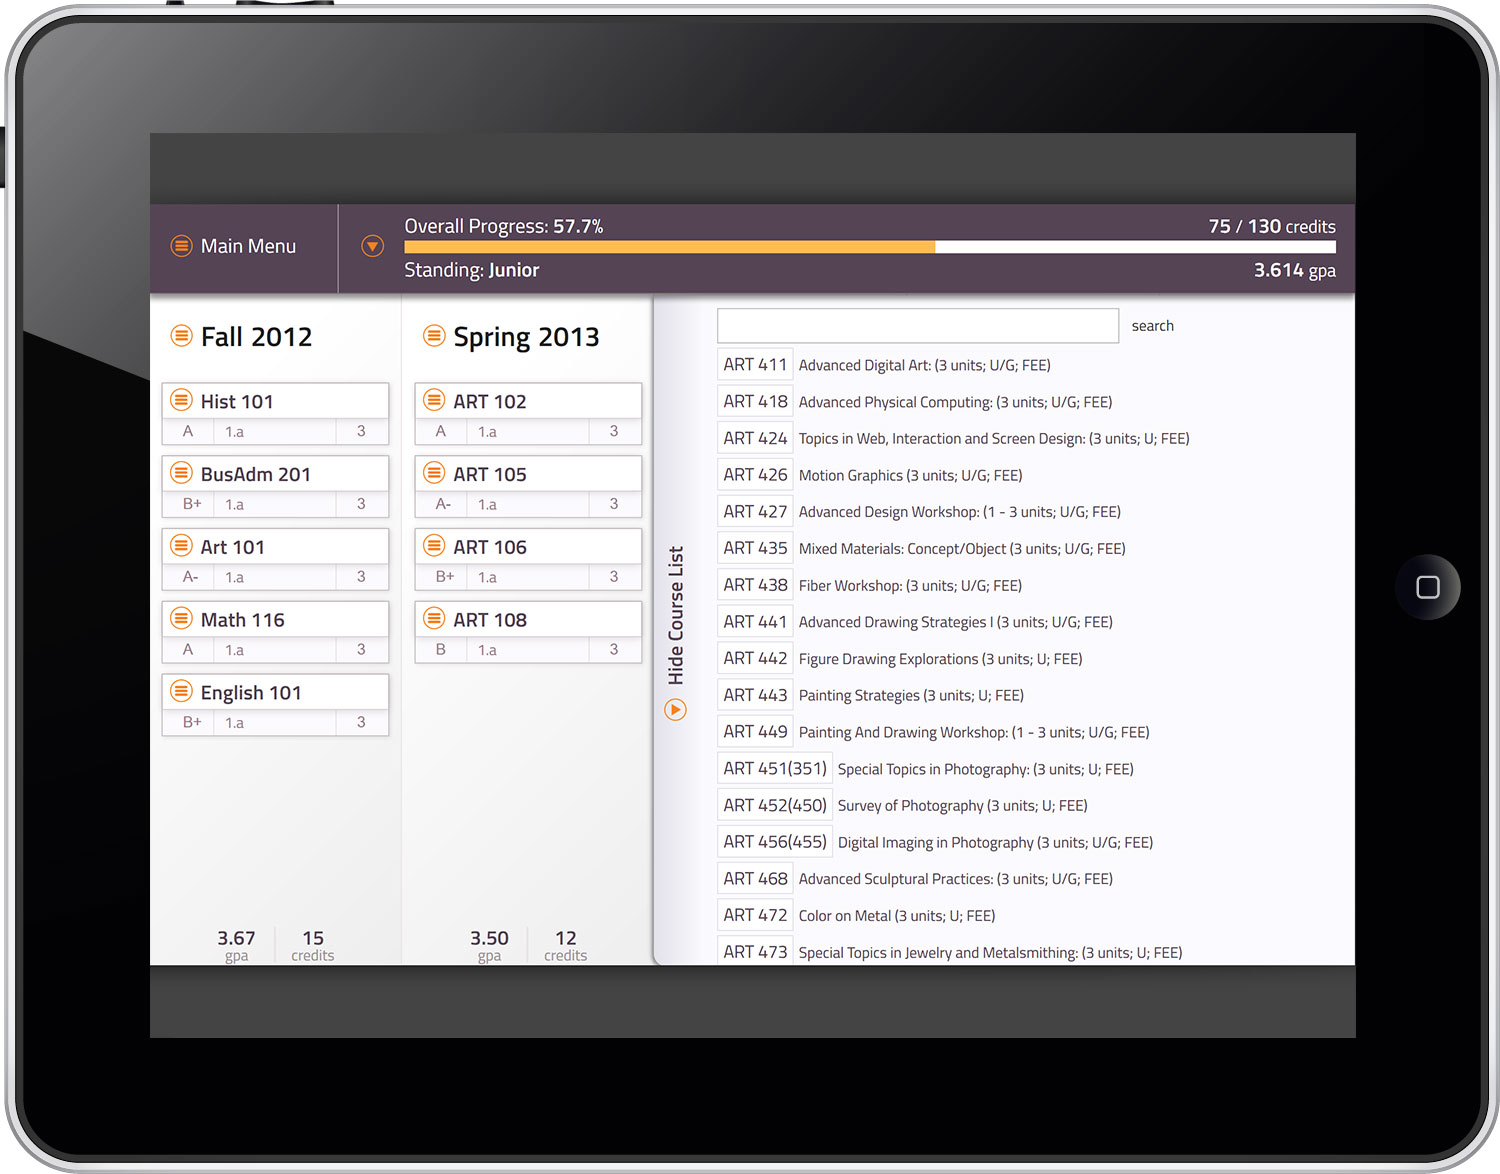 Main Menu
Overall Progress: 57.7%
75 / 130 credits
Standing: Junior
3.614 gpa
Fall 2012
Hist 101
A 1.a 3
BusAdm 201
B+ 1.a 3
Art 101
A- 1.a 3
Math 116
A 1.a 3
English 101
B+ 1.a 3
3.67 15
gpa credits
Spring 2013
ART 102
A 1.a 3
ART 105
A- 1.a 3
ART 106
B+ 1.a 3
ART 108
B 1.a 3
3.50 12
gpa credits
Hide Course List
search
ART 411 Advanced Digital Art: (3 units; U/G; FEE)
ART 418 Advanced Physical Computing: (3 units; U/G; FEE)
ART 424 Topics in Web, Interaction and Screen Design: (3 units; U; FEE)
ART 426 Motion Graphics (3 units; U/G; FEE)
ART 427 Advanced Design Workshop: (1 - 3 units; U/G; FEE)
ART 435 Mixed Materials: Concept/Object (3 units; U/G; FEE)
ART 438 Fiber Workshop: (3 units; U/G; FEE)
ART 441 Advanced Drawing Strategies I (3 units; U/G; FEE)
ART 442 Figure Drawing Explorations (3 units; U; FEE)
ART 443 Painting Strategies (3 units; U; FEE)
ART 449 Painting And Drawing Workshop: (1 - 3 units; U/G; FEE)
ART 451(351) Special Topics in Photography: (3 units; U; FEE)
ART 452(450) Survey of Photography (3 units; U; FEE)
ART 456(455) Digital Imaging in Photography (3 units; U/G; FEE)
ART 468 Advanced Sculptural Practices: (3 units; U/G; FEE)
ART 472 Color on Metal (3 units; U; FEE)
ART 473 Special Topics in Jewelry and Metalsmithing: (3 units; U; FEE)